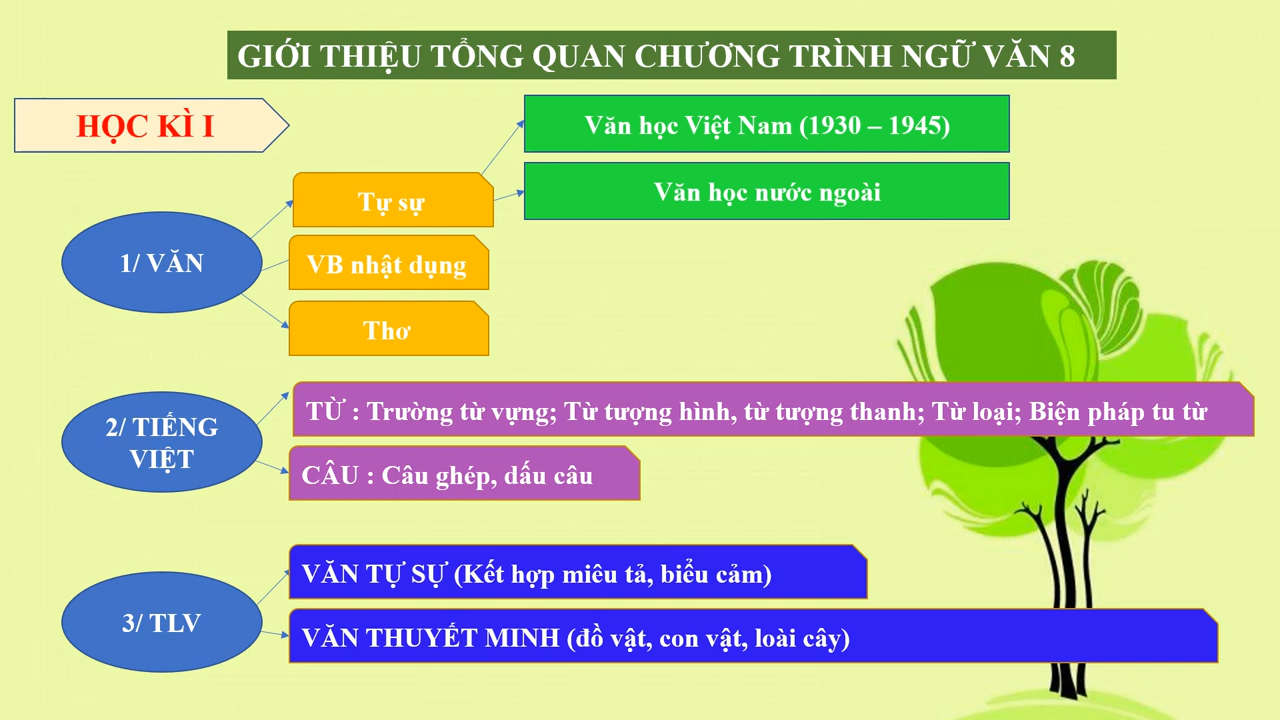 GIỚI THIỆU TỔNG QUAN CHƯƠNG TRÌNH NGỮ VĂN 8
HỌC KÌ I
Văn học Việt Nam (1930 – 1945)
Văn học nước ngoài
Tự sự
1/ VĂN
VB nhật dụng
Thơ
2/ TIẾNG
VIỆT
TỪ : Trường từ vựng; Từ tượng hình, từ tượng thanh; Từ loại; Biện pháp tu từ
CÂU : Câu ghép, dấu câu
3/ TLV
VĂN TỰ SỰ (Kết hợp miêu tả, biểu cảm)
VĂN THUYẾT MINH (đồ vật, con vật, loài cây)